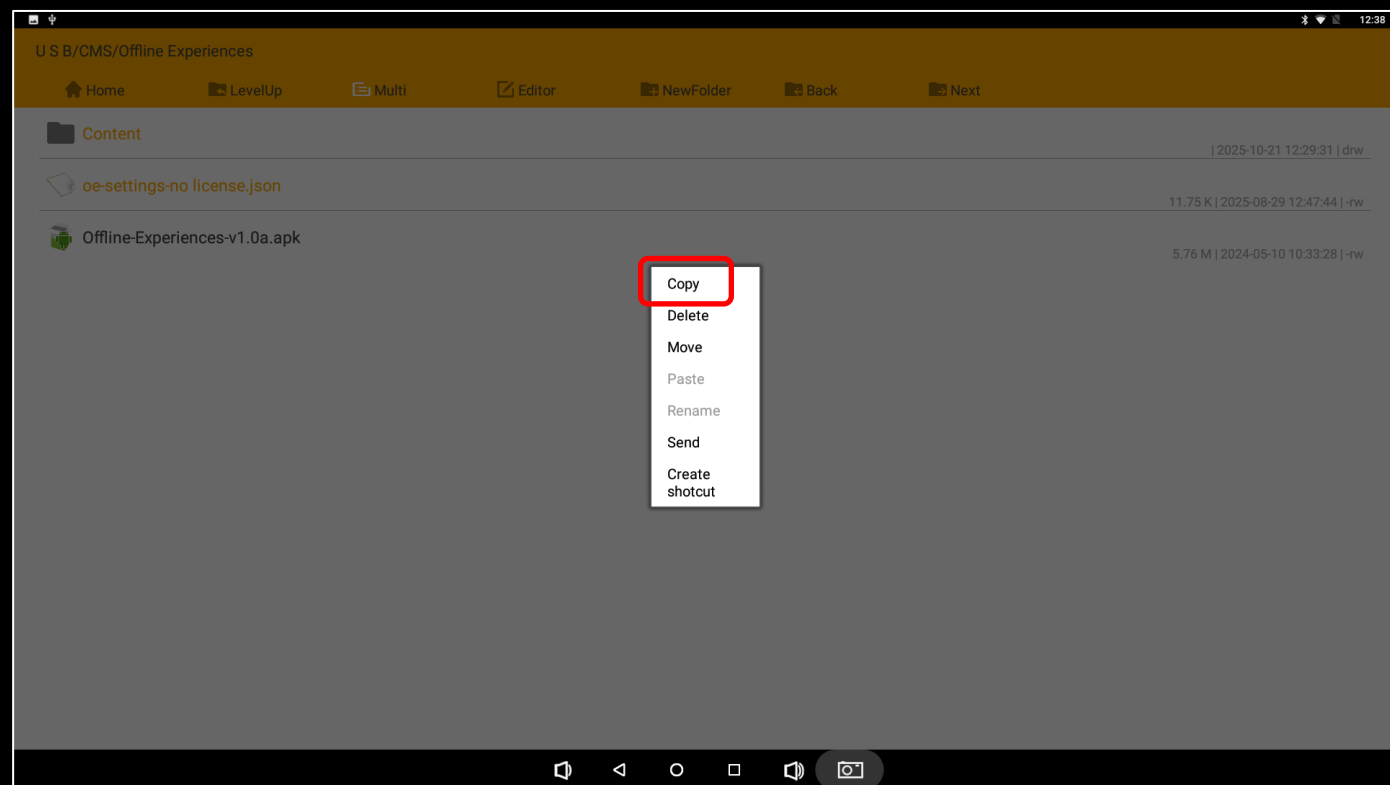 12:38
U S B/CMS/Offline Experiences
Home LevelUp Multi Editor NewFolder Back Next
Content
| 2025-10-21 12:29:31 | drw
oe-settings-no license.json
11.75 K | 2025-08-29 12:47:44 | -rw
Offline-Experiences-v1.0a.apk
5.76 M | 2024-05-10 10:33:28 | -rw
Copy
Delete
Move
Paste
Rename
Send
Create
shotcut